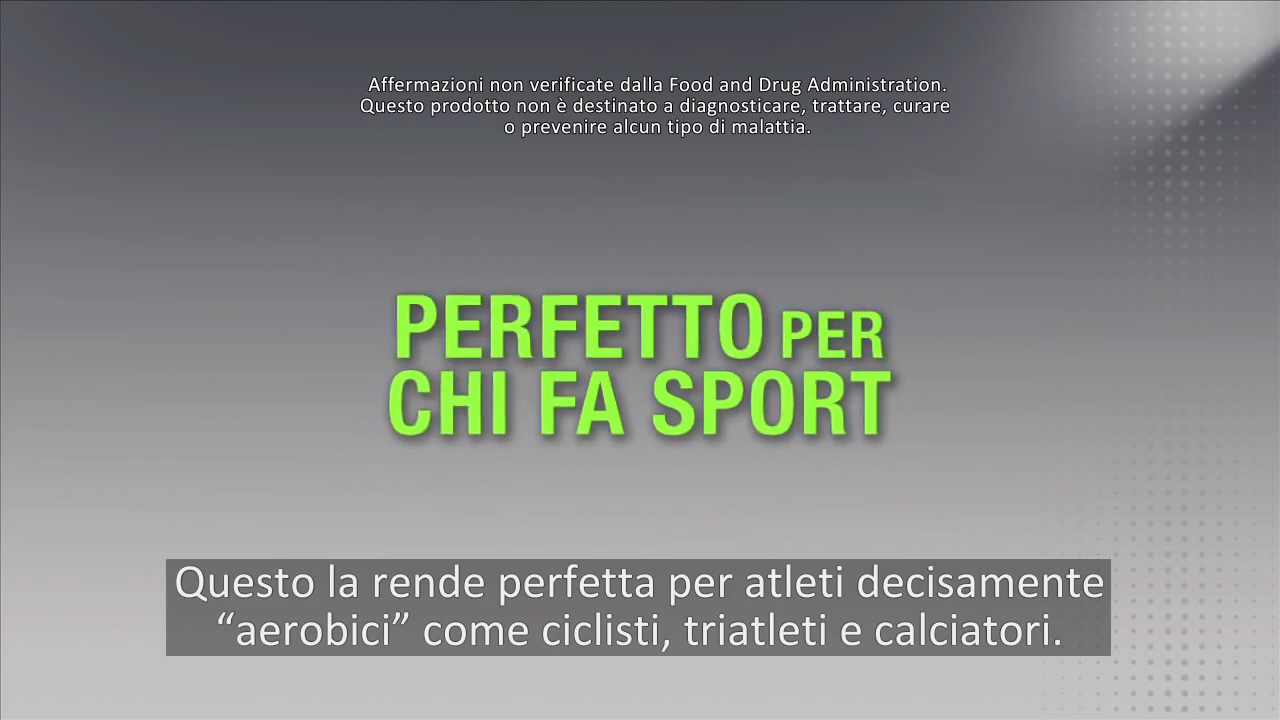 Affermazioni non verificate dalla Food and Drug Administration.
Questo prodotto non è destinato a diagnosticare, trattare, curare
o prevenire alcun tipo di malattia.
PERFETTO PER
CHI FA SPORT
Questo la rende perfetta per atleti decisamente
“aerobici” come ciclisti, triatleti e calciatori.